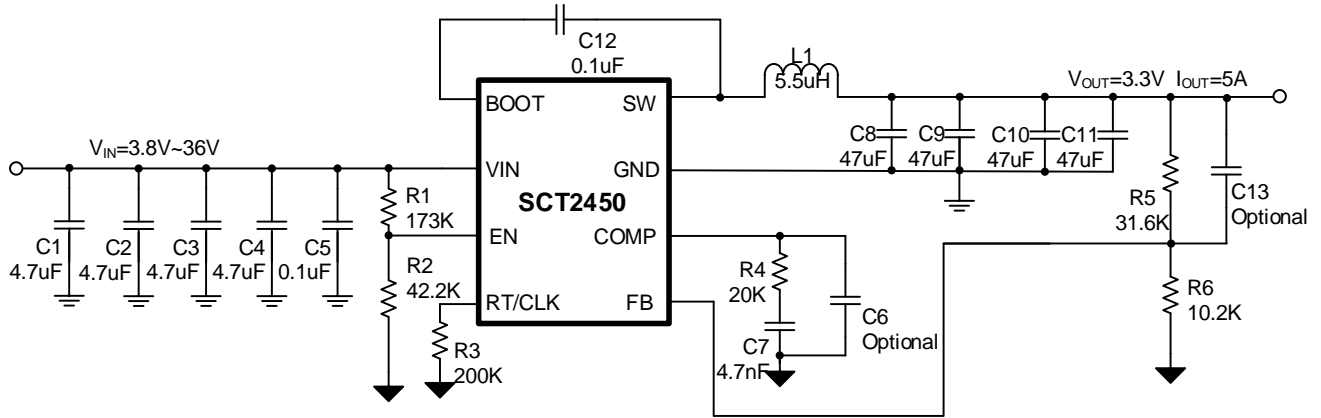 C12
0.1uF
L1
5.5uH
VOUT=3.3V IOUT=5A
BOOT
SW
VIN=3.8V~36V
VIN
GND
SCT2450
EN
COMP
RT/CLK
FB
C1
4.7uF
C2
4.7uF
C3
4.7uF
C4
4.7uF
C5
0.1uF
R1
173K
R2
42.2K
R3
200K
C8
47uF
C9
47uF
C10
47uF
C11
47uF
R4
20K
C7
4.7nF
C6
Optional
R5
31.6K
C13
Optional
R6
10.2K